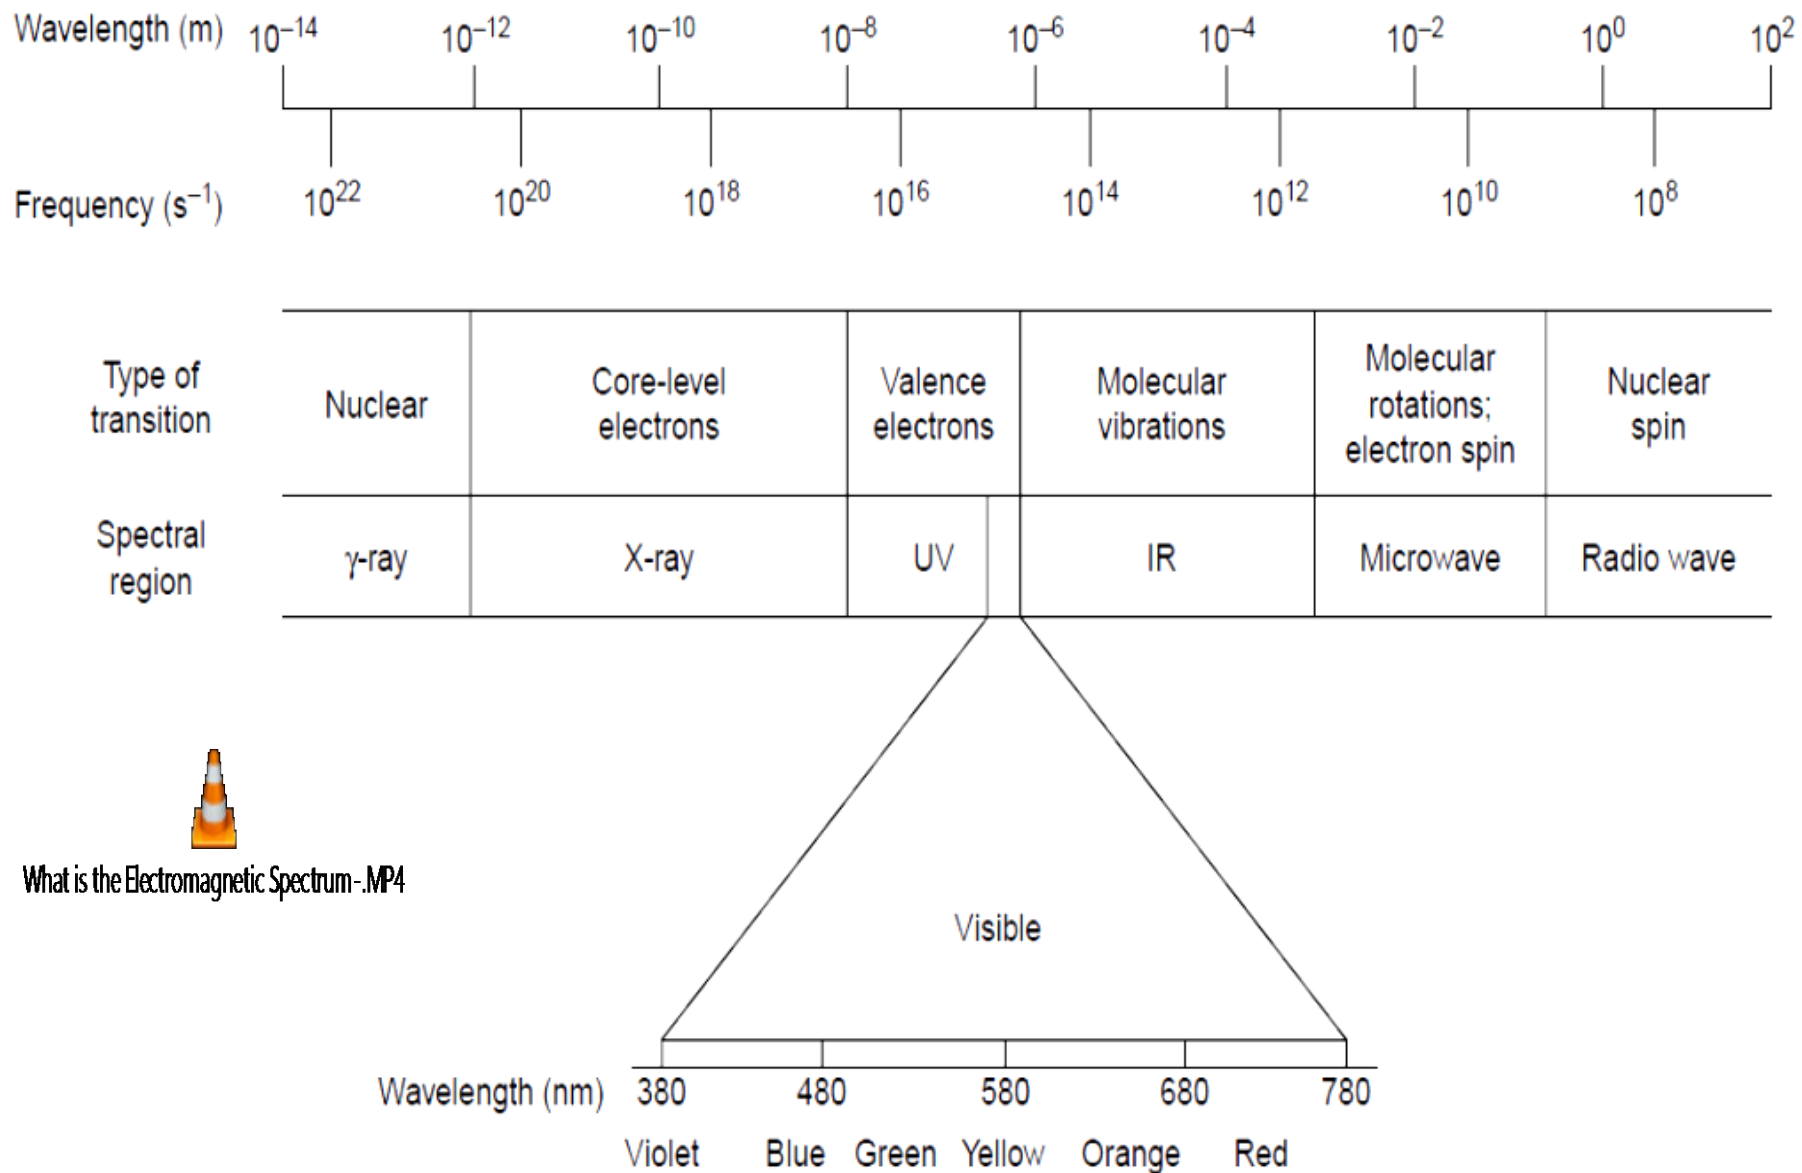 Wavelength (m) 10⁻¹⁴ 10⁻¹² 10⁻¹⁰ 10⁻⁸ 10⁻⁶ 10⁻⁴ 10⁻² 10⁰ 10²
Frequency (s⁻¹) 10²² 10²⁰ 10¹⁸ 10¹⁶ 10¹⁴ 10¹² 10¹⁰ 10⁸
Type of
transition
Nuclear
Core-level
electrons
Valence
electrons
Molecular
vibrations
Molecular
rotations;
electron spin
Nuclear
spin
Spectral
region
γ-ray X-ray UV IR Microwave Radio wave
What is the Electromagnetic Spectrum-.MP4
Visible
Wavelength (nm) 380 480 580 680 780
Violet Blue Green Yellow Orange Red